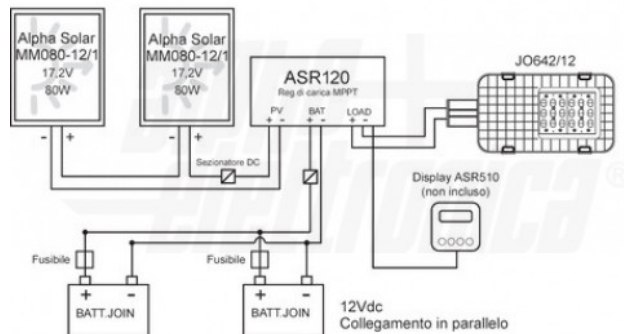 Alpha Solar
MM080-12/1
17,2V
80W
- +
Alpha Solar
MM080-12/1
17,2V
80W
- +
ASR120
Reg di carica MPPT
PV BAT LOAD
+ - + - + -
JO642/12
Sezionatore DC
Display ASR510
(non incluso)
Fusibile
+ -
BATT.JOIN
Fusibile
+ -
BATT.JOIN
12Vdc
Collegamento in parallelo
elettronica
®